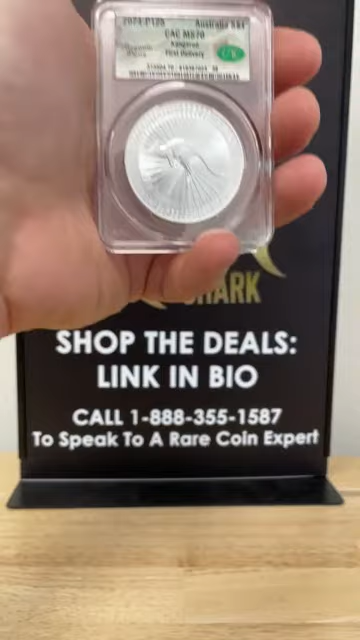 Australia S$1
CAC MS70
Kangaroo
First Delivery
SHARK
SHOP THE DEALS:
LINK IN BIO
CALL 1-888-355-1587
To Speak To A Rare Coin Expert